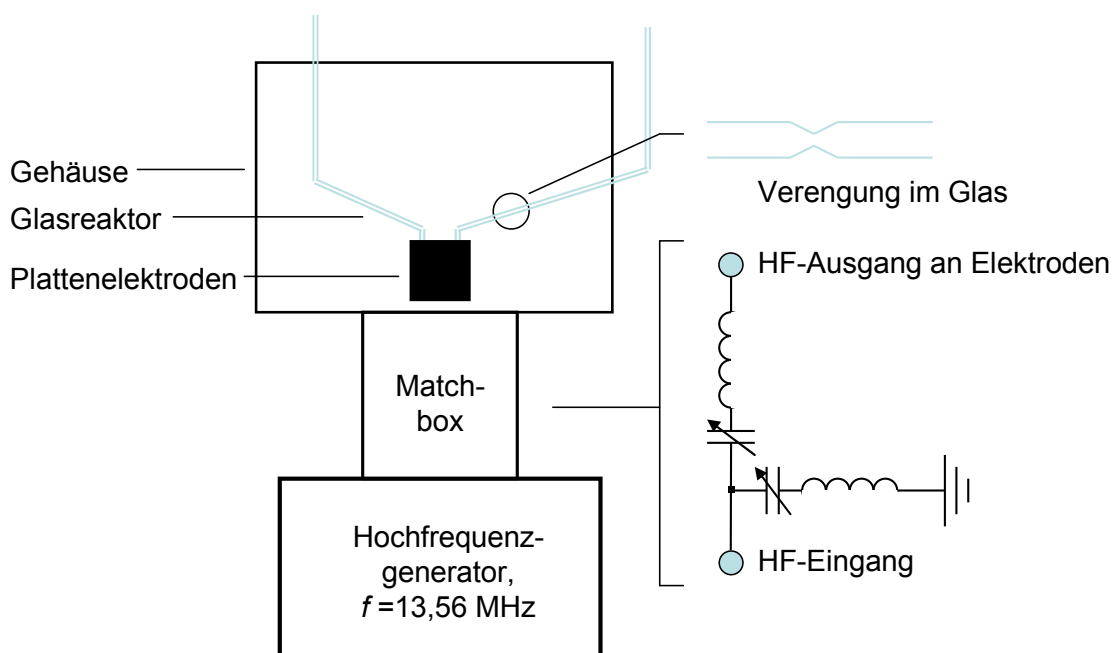 Gehäuse
Glasreaktor
Plattenelektroden
Verengung im Glas
HF-Ausgang an Elektroden
Match-
box
HF-Eingang
Hochfrequenz-
generator,
f =13,56 MHz